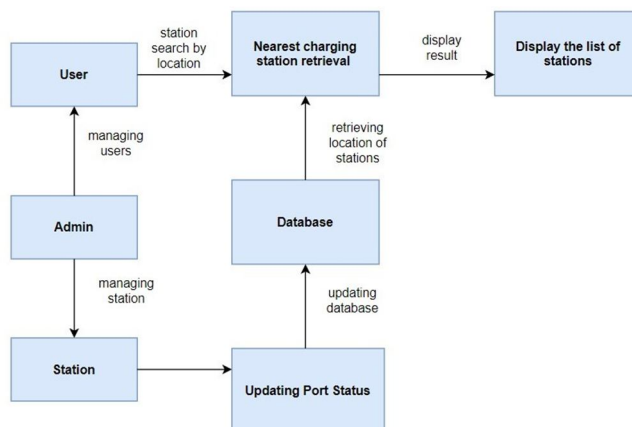 station
search by
location
Nearest charging
station retrieval
display
result
Display the list of
stations
User
managing
users
retrieving
location of
stations
Admin
Database
managing
station
updating
database
Station
Updating Port Status